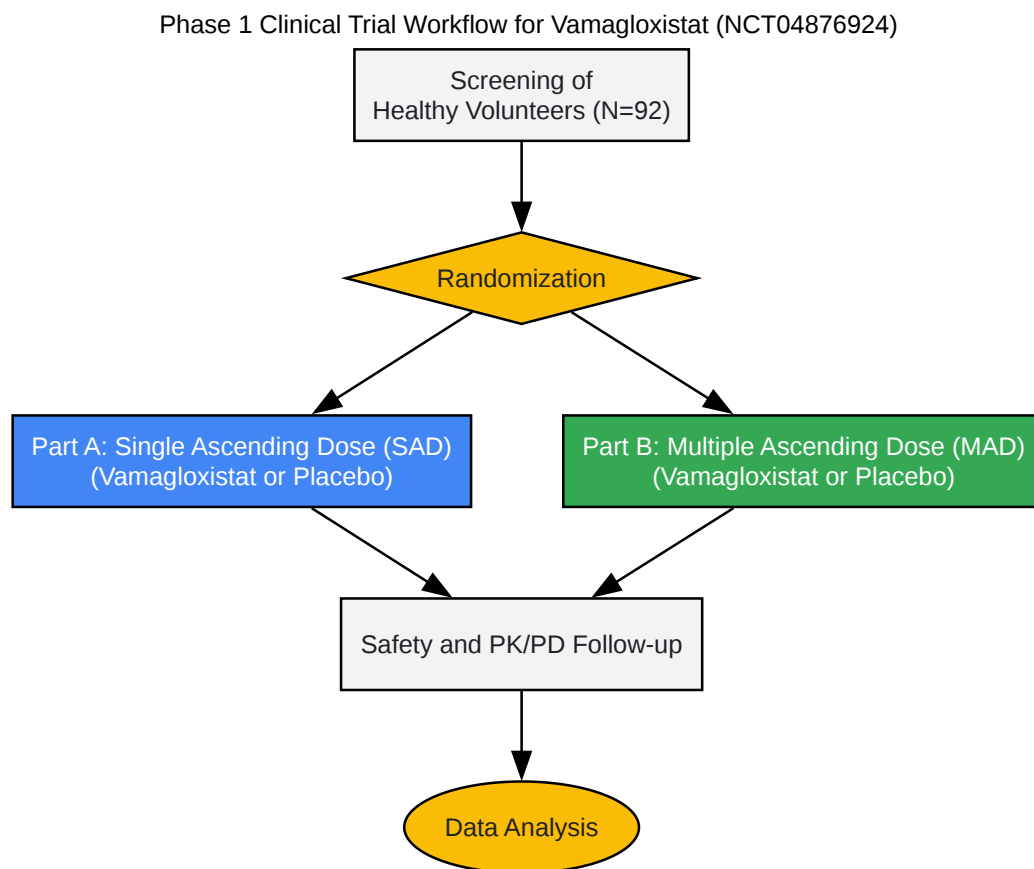 Phase 1 Clinical Trial Workflow for Vamagloxistat (NCT04876924)
Screening of
Healthy Volunteers (N=92)
Randomization
Part A: Single Ascending Dose (SAD)
(Vamagloxistat or Placebo)
Part B: Multiple Ascending Dose (MAD)
(Vamagloxistat or Placebo)
Safety and PK/PD Follow-up
Data Analysis